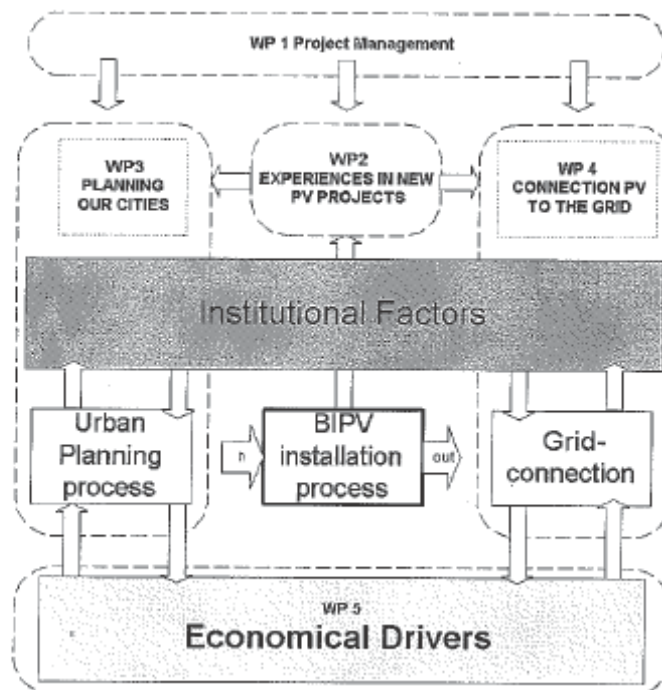 WP 1 Project Management
WP3
PLANNING
OUR CITIES
WP2
EXPERIENCES IN NEW
PV PROJECTS
WP 4
CONNECTION PV
TO THE GRID
Institutional Factors
Urban
Planning
process
BIPV
installation
process
out
Grid-
connection
WP 5
Economical Drivers